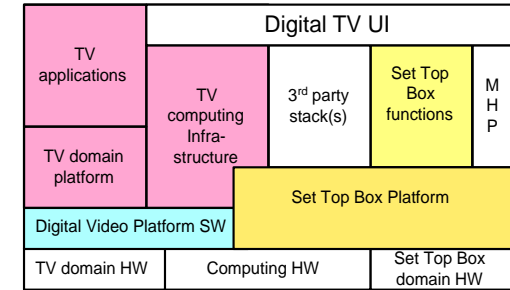 Digital TV UI
TV
applications
TV
computing
Infra-
structure
3rd party
stack(s)
Set Top
Box
functions
M
H
P
TV domain
platform
Set Top Box Platform
Digital Video Platform SW
TV domain HW
Computing HW
Set Top Box
domain HW